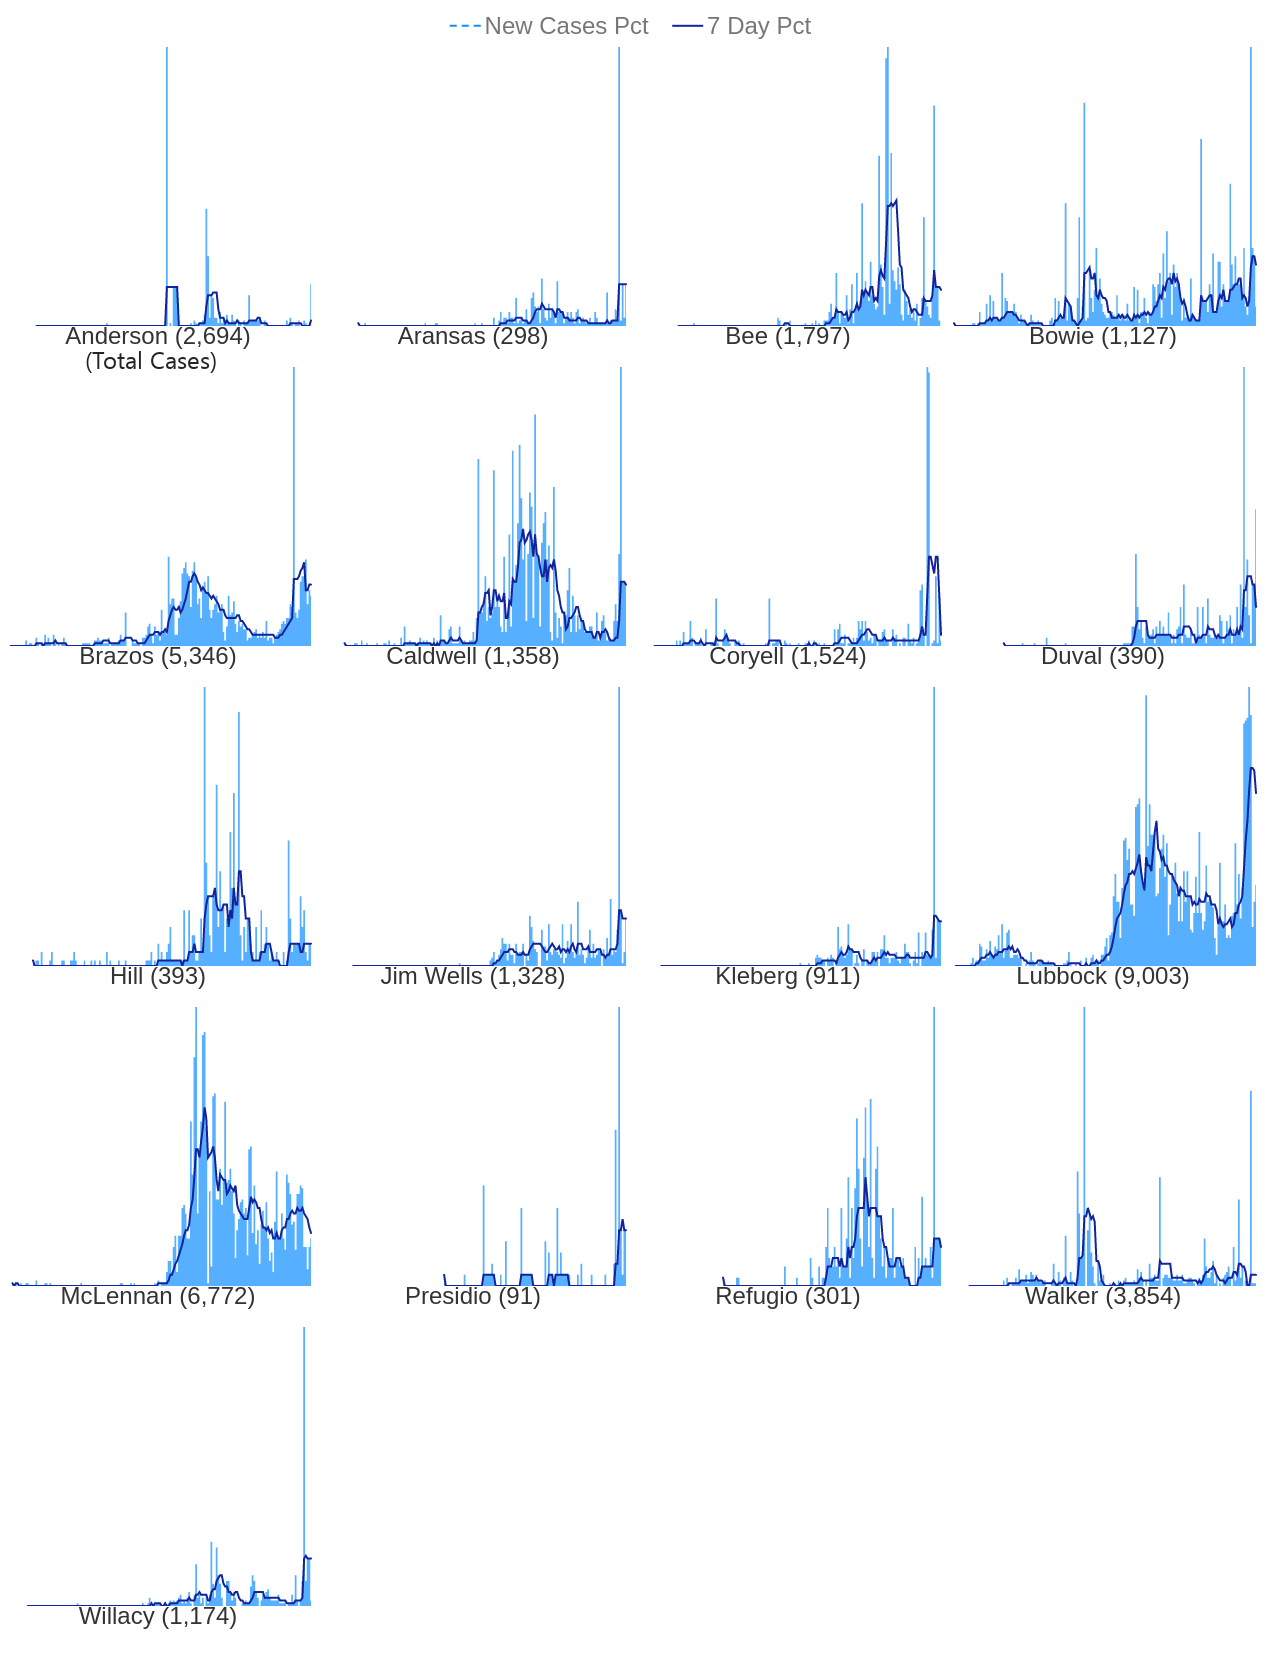 New Cases Pct 7 Day Pct
Anderson (2,694) Aransas (298) Bee (1,797) Bowie (1,127)
(Total Cases)
Brazos (5,346) Caldwell (1,358) Coryell (1,524) Duval (390)
Hill (393) Jim Wells (1,328) Kleberg (911) Lubbock (9,003)
McLennan (6,772) Presidio (91) Refugio (301) Walker (3,854)
Willacy (1,174)